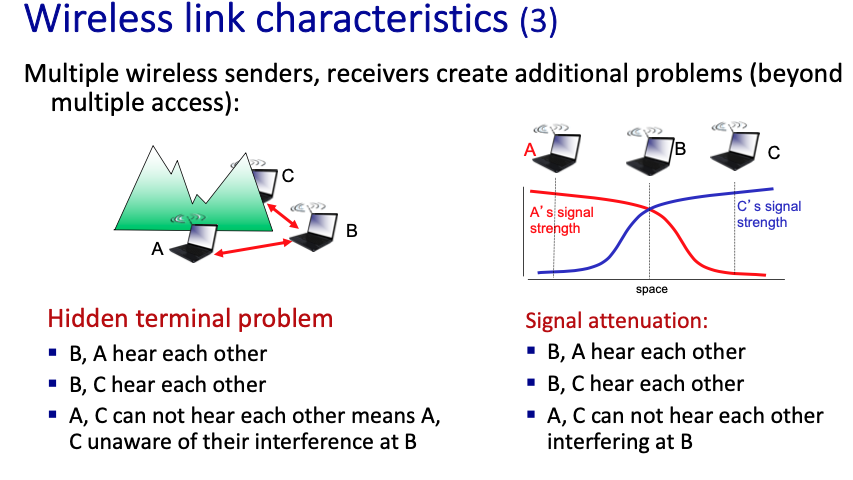 Wireless link characteristics (3)
Multiple wireless senders, receivers create additional problems (beyond
multiple access):
C
B
A
Hidden terminal problem
▪ B, A hear each other
▪ B, C hear each other
▪ A, C can not hear each other means A,
C unaware of their interference at B
A
B
C
A's signal
strength
C's signal
strength
space
Signal attenuation:
▪ B, A hear each other
▪ B, C hear each other
▪ A, C can not hear each other
interfering at B